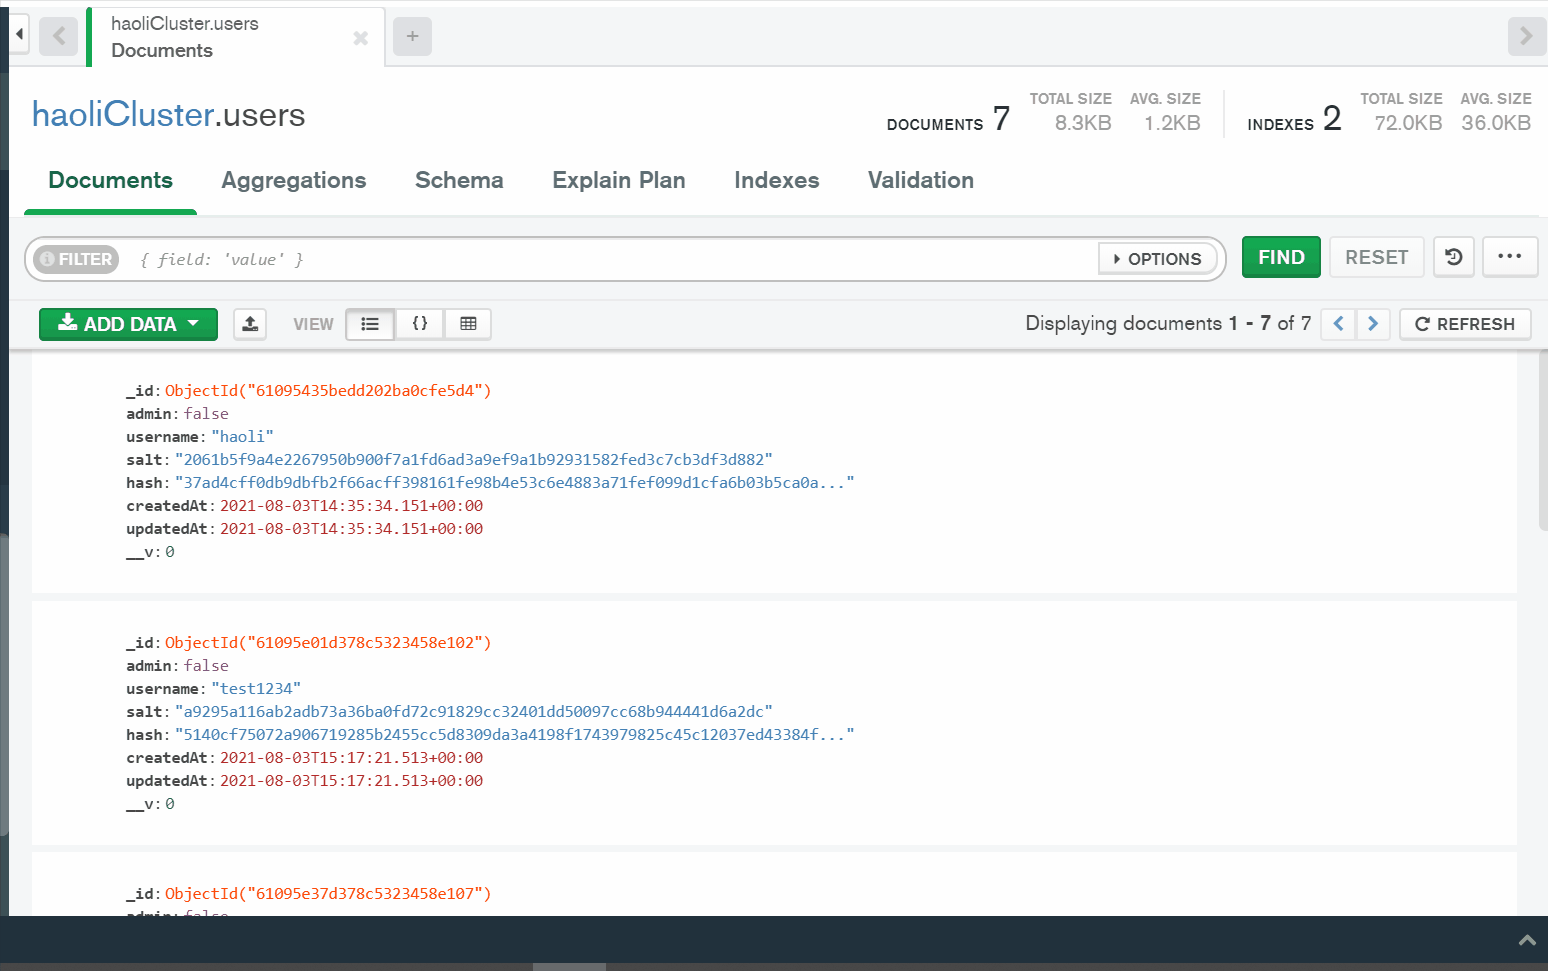 haoliCluster.users
Documents
haoliCluster.users
DOCUMENTS 7 TOTAL SIZE 8.3KB AVG. SIZE 1.2KB INDEXES 2 TOTAL SIZE 72.0KB AVG. SIZE 36.0KB
Documents Aggregations Schema Explain Plan Indexes Validation
FILTER { field: 'value' } OPTIONS FIND RESET
ADD DATA VIEW {} Displaying documents 1 - 7 of 7 REFRESH
_id: ObjectId("61095435bedd202ba0cfe5d4")
admin: false
username: "haoli"
salt: "2061b5f9a4e2267950b900f7a1fd6ad3a9ef9a1b92931582fed3c7cb3df3d882"
hash: "37ad4cff0db9dbfb2f66acff398161fe98b4e53c6e4883a71fef099d1cfa6b03b5ca0a..."
createdAt: 2021-08-03T14:35:34.151+00:00
updatedAt: 2021-08-03T14:35:34.151+00:00
__v: 0
_id: ObjectId("61095e01d378c5323458e102")
admin: false
username: "test1234"
salt: "a9295a116ab2adb73a36ba0fd72c91829cc32401dd50097cc68b944441d6a2dc"
hash: "5140cf75072a906719285b2455cc5d8309da3a4198f1743979825c45c12037ed43384f..."
createdAt: 2021-08-03T15:17:21.513+00:00
updatedAt: 2021-08-03T15:17:21.513+00:00
__v: 0
_id: ObjectId("61095e37d378c5323458e107")
admin: false